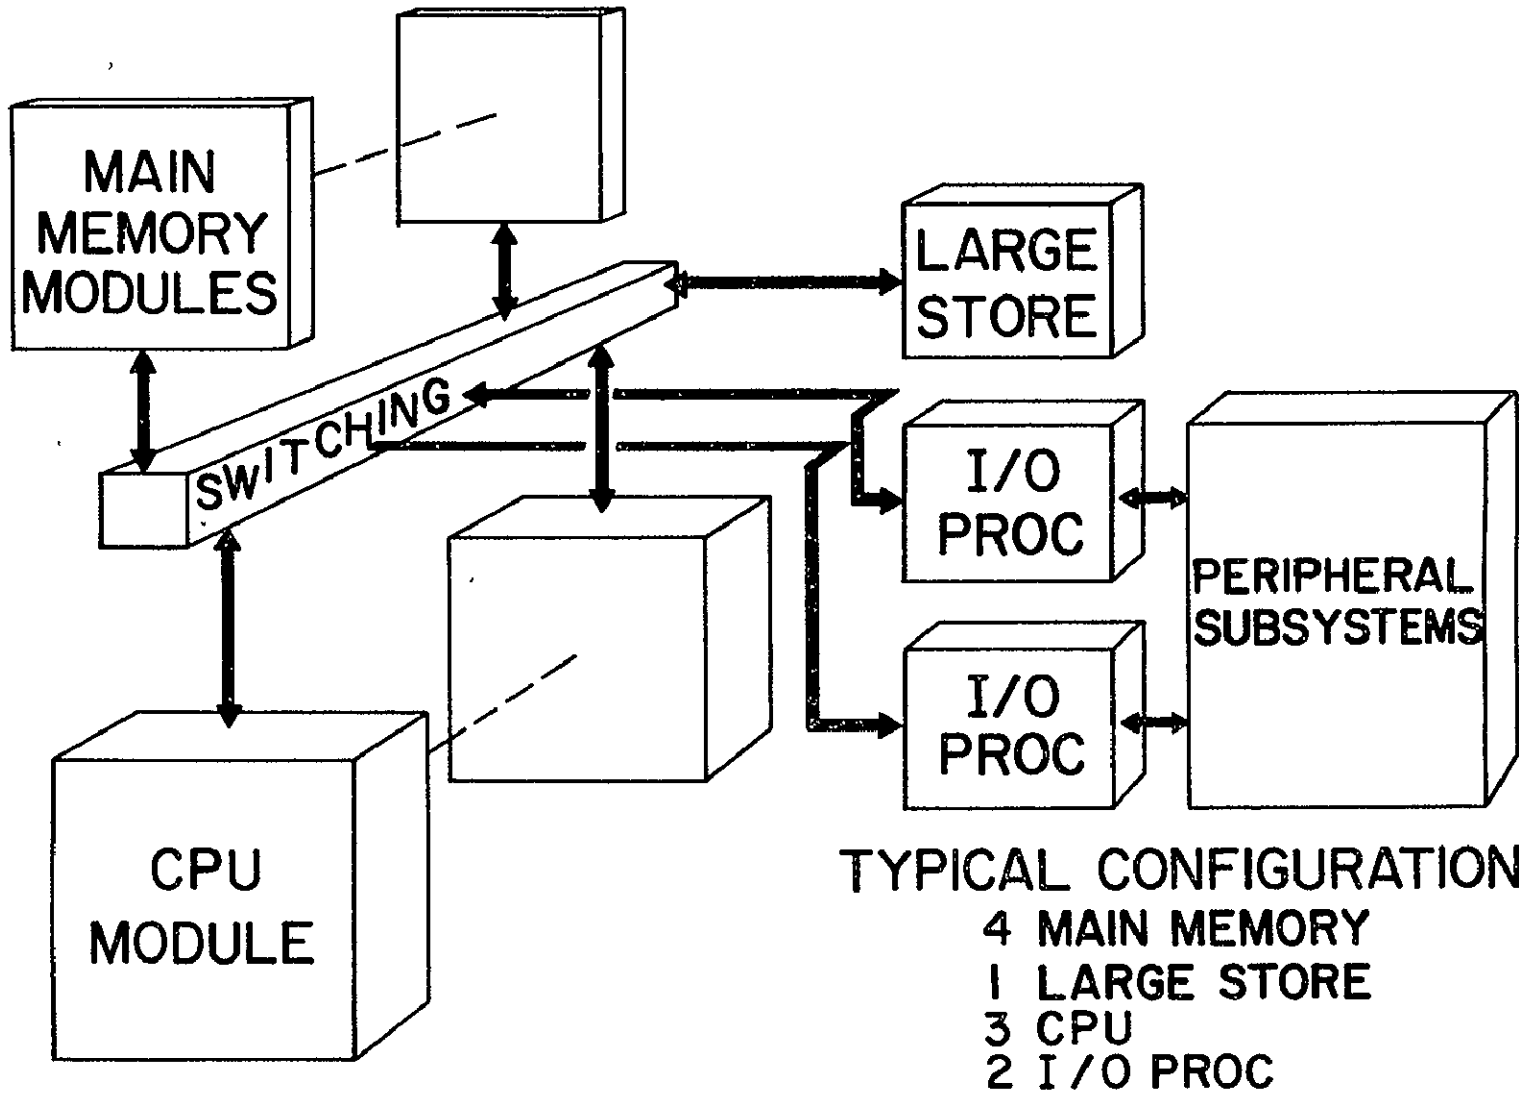 MAIN
MEMORY
MODULES
LARGE
STORE
SWITCHING
I/O
PROC
PERIPHERAL
SUBSYSTEMS
I/O
PROC
CPU
MODULE
TYPICAL CONFIGURATION
4 MAIN MEMORY
1 LARGE STORE
3 CPU
2 I/O PROC